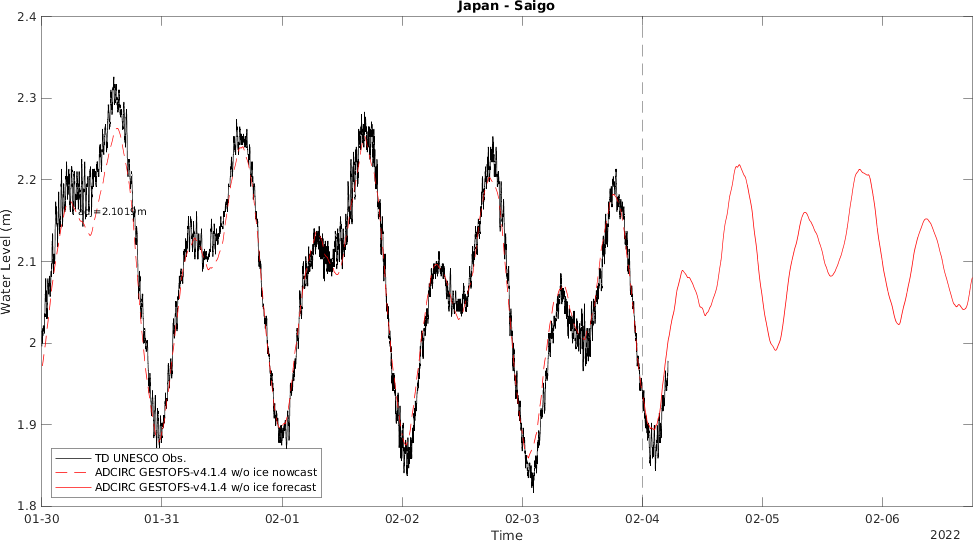 Japan - Saigo
2.4
2.3
2.2
2.1
2
1.9
1.8
Water Level (m)
=2.1019m
TD UNESCO Obs.
ADCIRC GESTOFS-v4.1.4 w/o ice nowcast
ADCIRC GESTOFS-v4.1.4 w/o ice forecast
01-30
01-31
02-01
02-02
02-03
02-04
02-05
02-06
Time
2022